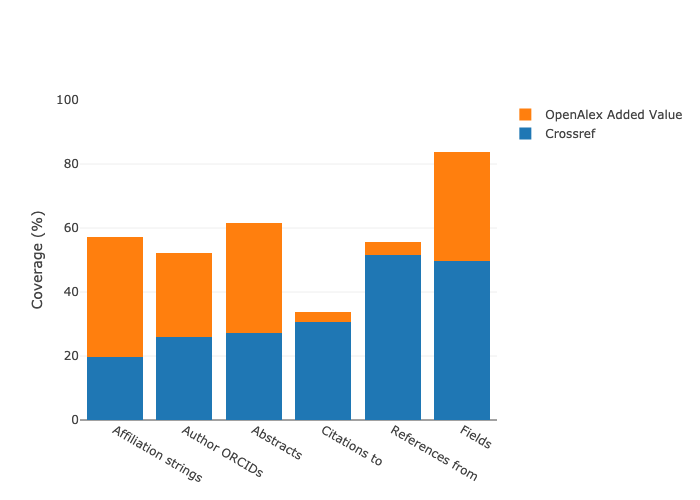 100
80
60
40
20
0
Coverage (%)
Affiliation strings
Author ORCIDs
Abstracts
Citations to
References from
Fields
OpenAlex Added Value
Crossref